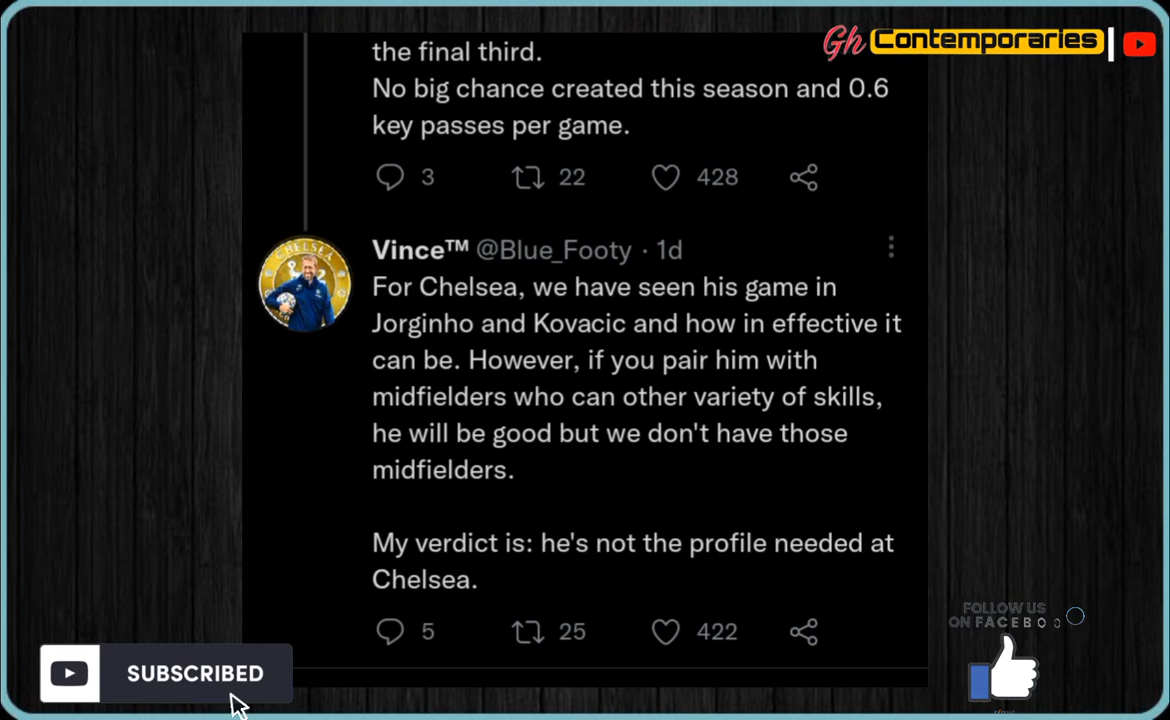 Gh Contemporaries
the final third.
No big chance created this season and 0.6
key passes per game.
3 22 428
Vince™ @Blue_Footy · 1d
For Chelsea, we have seen his game in
Jorginho and Kovacic and how in effective it
can be. However, if you pair him with
midfielders who can other variety of skills,
he will be good but we don't have those
midfielders.
My verdict is: he's not the profile needed at
Chelsea.
5 25 422
SUBSCRIBED
FOLLOW US
ON FACEBOO
CHELSEA